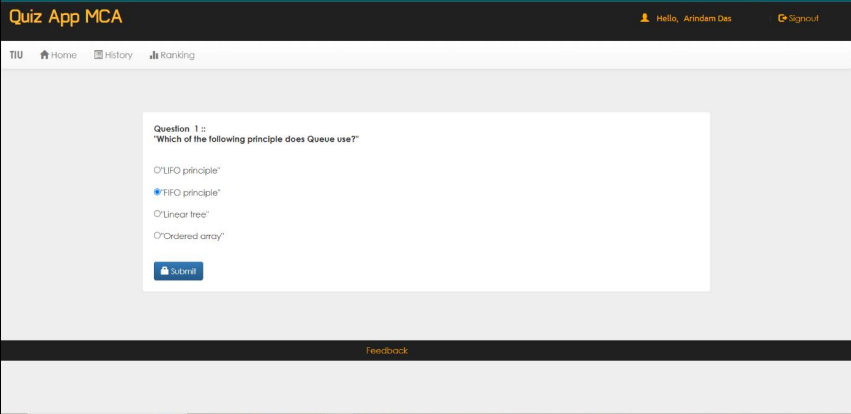 Quiz App MCA
Hello, Arindam Das
Signout
TIU Home History Ranking
Question 1 ::
"Which of the following principle does Queue use?"
"LIFO principle"
"FIFO principle"
"Linear tree"
"Ordered array"
Submit
Feedback